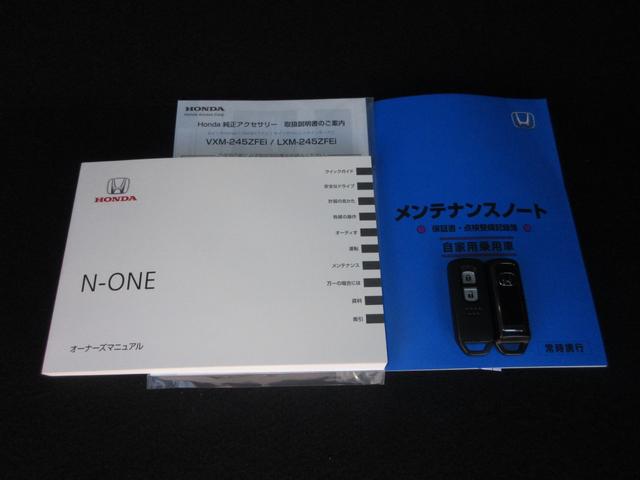 HONDA
Honda Access Corp.
Honda 純正アクセサリー 取扱説明書のご案内
VXM-245ZFEi / LXM-245ZFEi
HONDA
N-ONE
オーナーズマニュアル
クイックガイド
安全なドライブ
計器の見かた
各部の操作
オーディオ
運転
メンテナンス
万一の場合には
資料
索引
メンテナンスノート
保証書・点検整備記録簿
自家用乗用車
常時携行